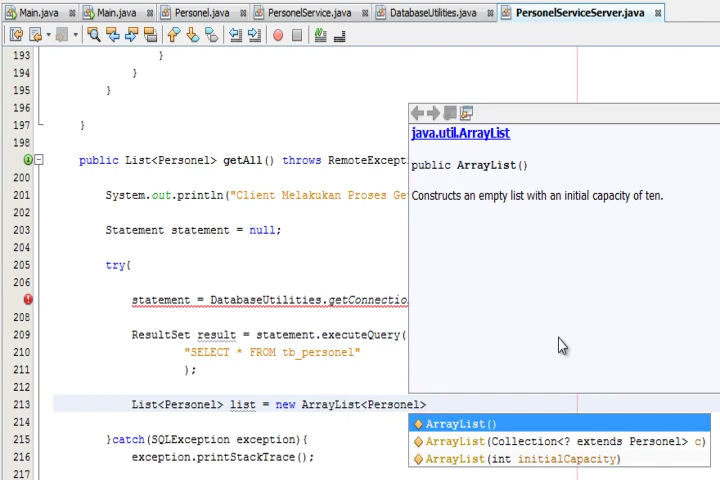 Main.java Main.java Personel.java PersonelService.java DatabaseUtilities.java PersonelServiceServer.java
193 }
194 }
195 }
196
197 }
198
public List<Personel> getAll() throws RemoteExcepti
200
201 System.out.println("Client Melakukan Proses Ge
202
203 Statement statement = null;
204
205 try{
206
statement = DatabaseUtilities.getConnectio
208
209 ResultSet result = statement.executeQuery(
210 "SELECT * FROM tb_personel"
211 );
212
213 List<Personel> list = new ArrayList<Personel>
214
215 }catch(SQLException exception){
216 exception.printStackTrace();
217
java.util.ArrayList
public ArrayList()
Constructs an empty list with an initial capacity of ten.
ArrayList()
ArrayList(Collection<? extends Personel> c)
ArrayList(int initialCapacity)